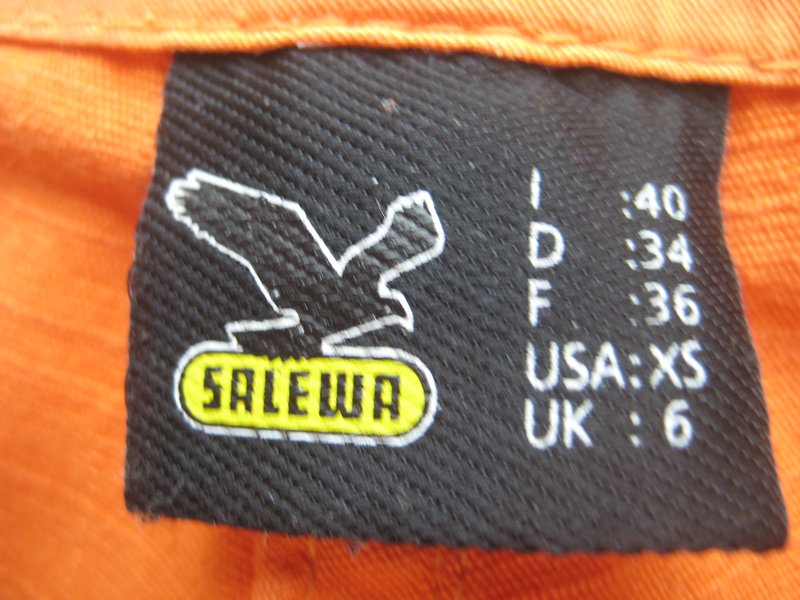 SALEWA
I :40
D :34
F :36
USA: XS
UK : 6